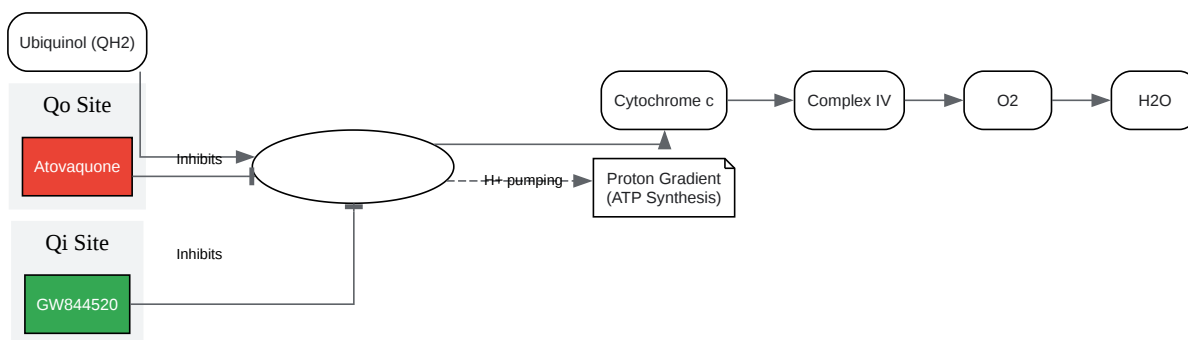 Ubiquinol (QH2)
Qo Site
Atovaquone
Inhibits
Qi Site
GW844520
Inhibits
H+ pumping
Cytochrome c
Complex IV
O2
H2O
Proton Gradient
(ATP Synthesis)